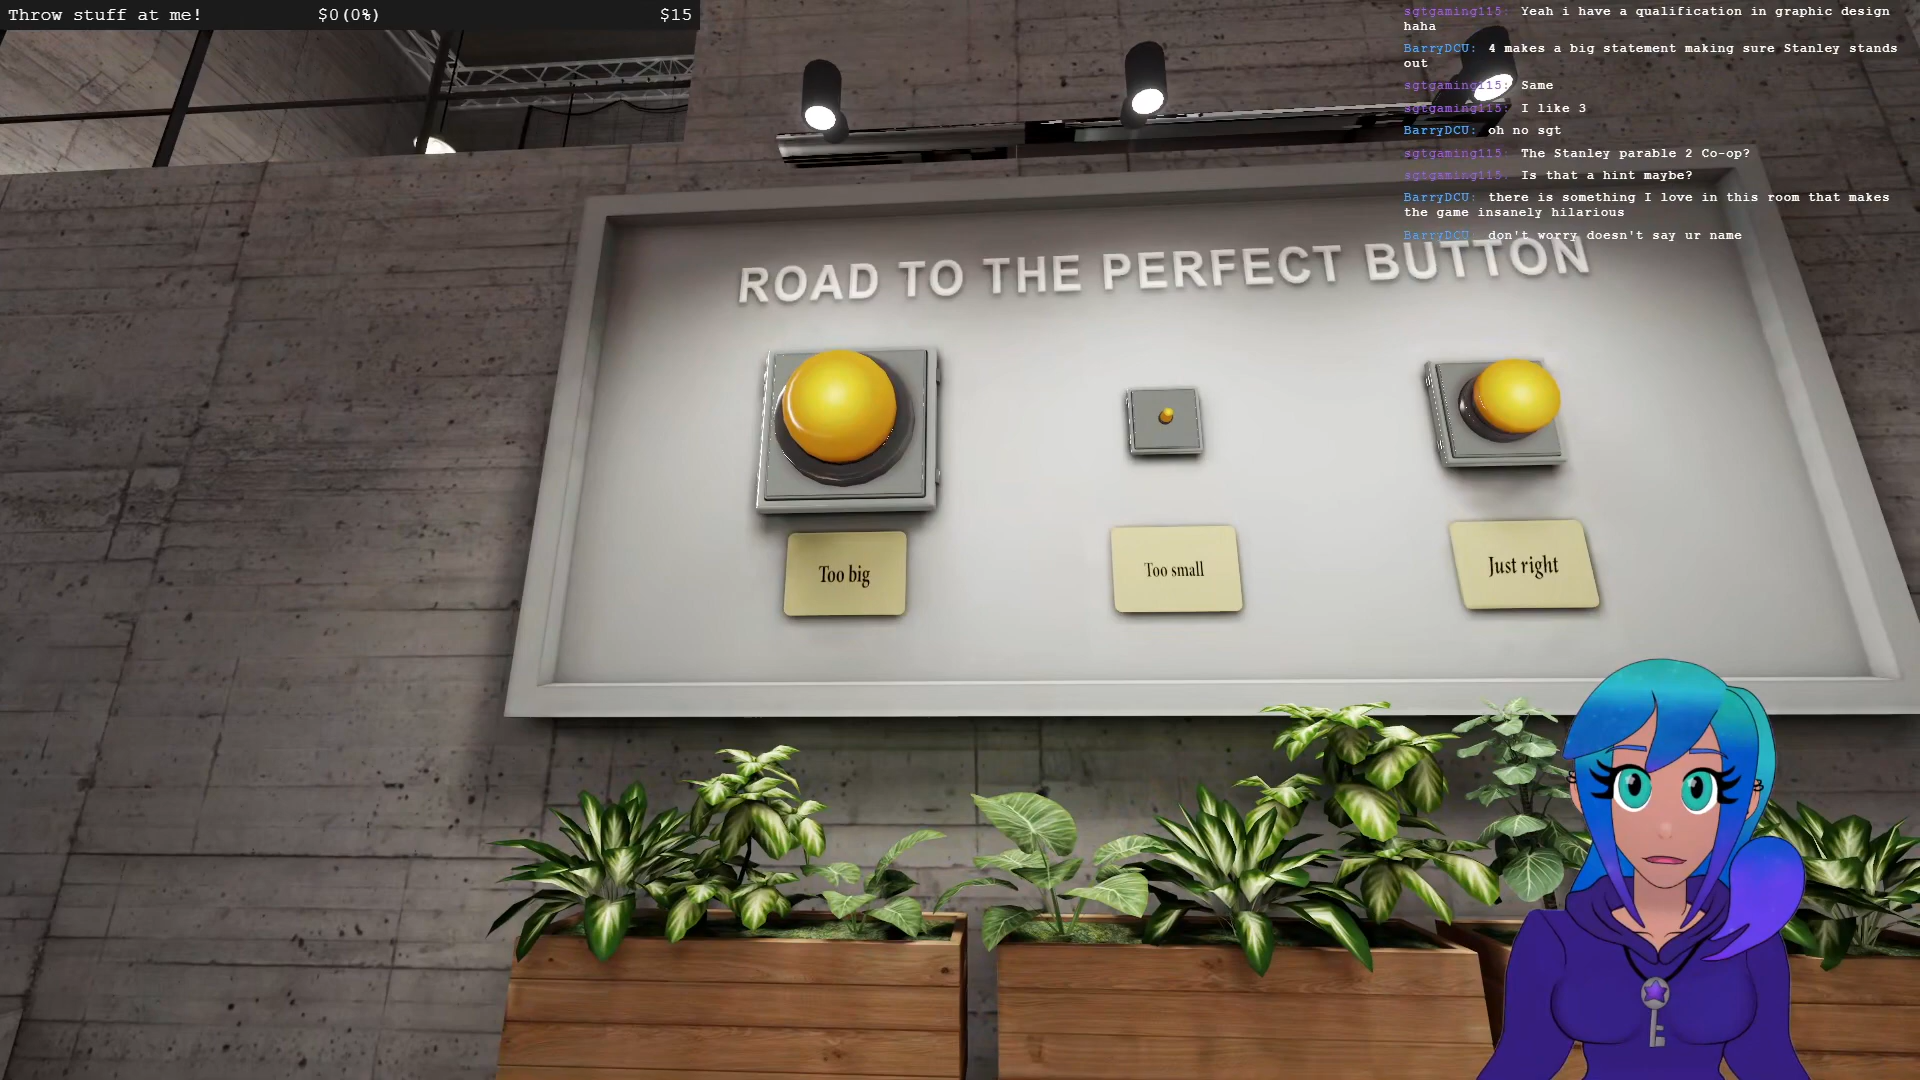 Throw stuff at me! $0(0%) $15
sgtgaming115: Yeah i have a qualification in graphic design
haha
BarryDCU: 4 makes a big statement making sure Stanley stands
out
sgtgaming115: Same
sgtgaming115: I like 3
BarryDCU: oh no sgt
sgtgaming115: The Stanley parable 2 Co-op?
sgtgaming115: Is that a hint maybe?
BarryDCU: there is something I love in this room that makes
the game insanely hilarious
BarryDCU: don't worry doesn't say ur name
ROAD TO THE PERFECT BUTTON
Too big
Too small
Just right